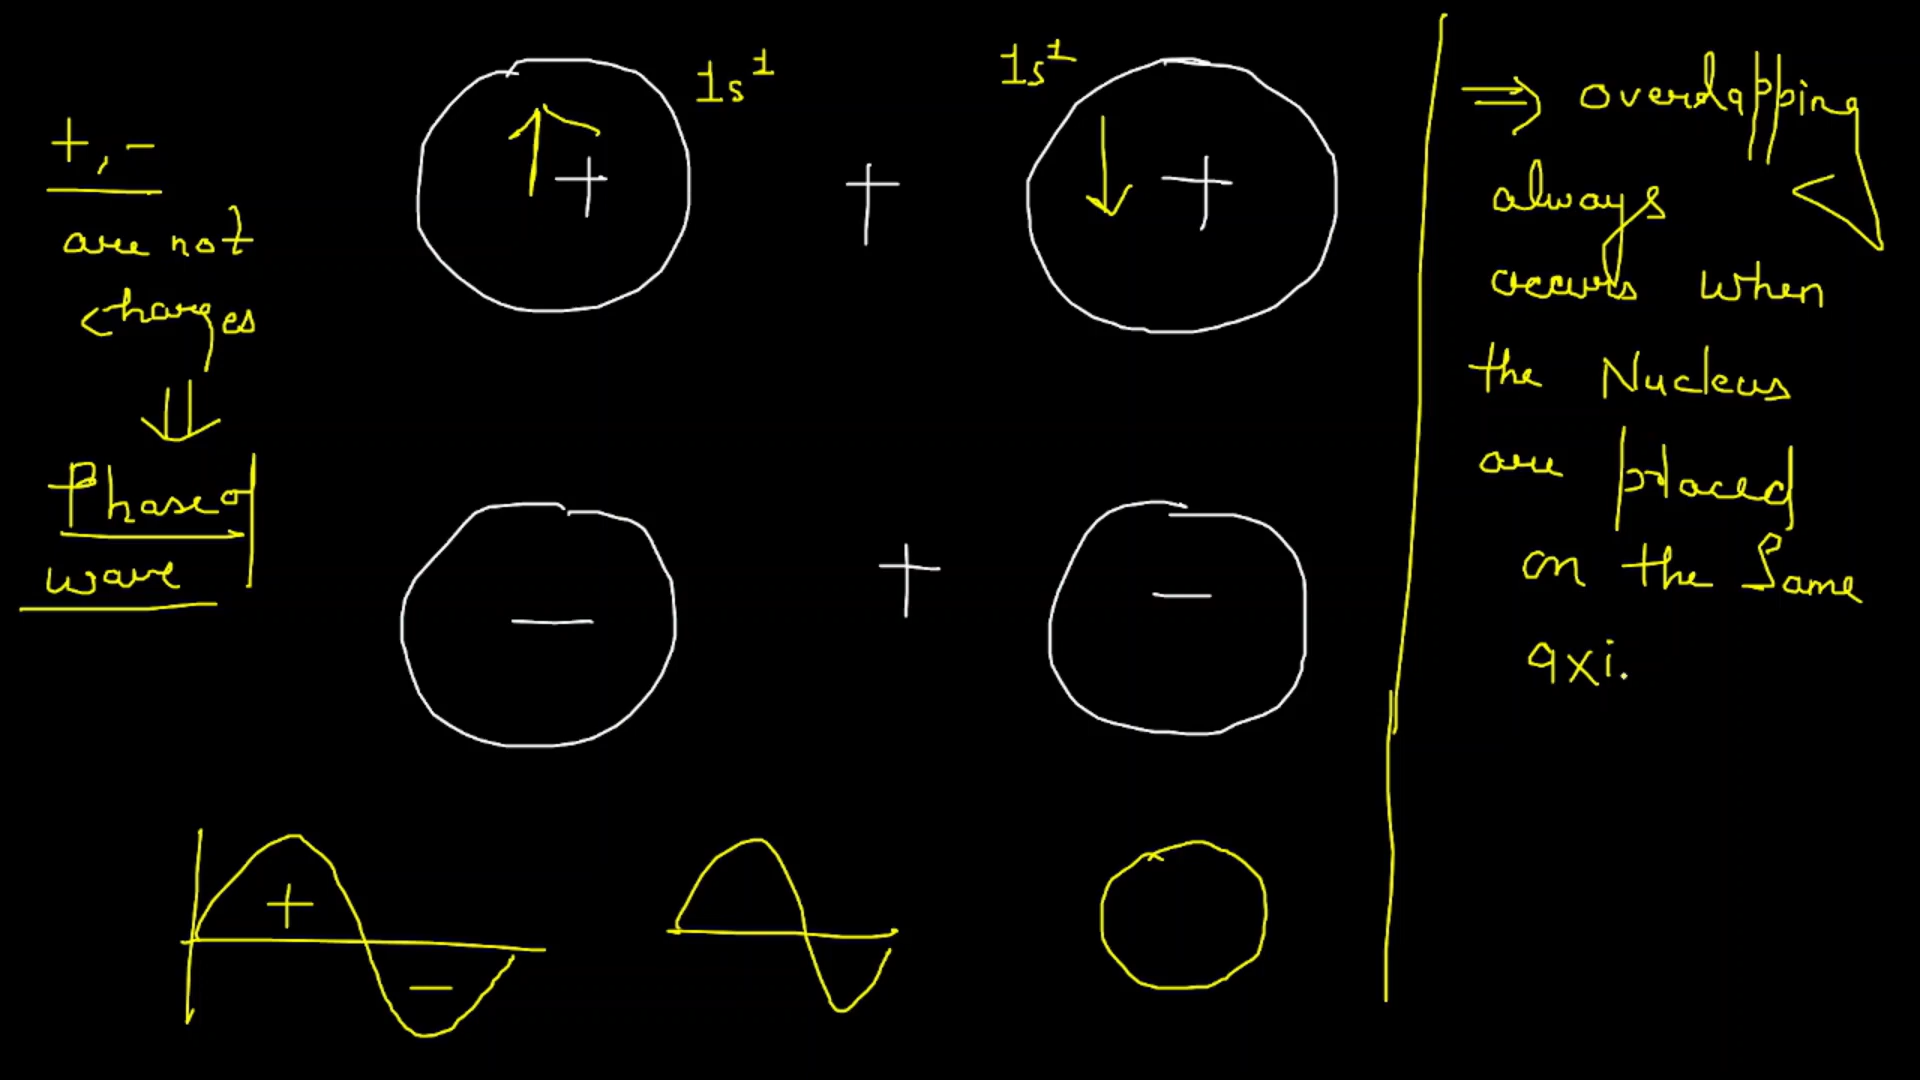 +, -
are not
charges
⇓
Phase of
wave
1s¹
1s¹
↑ +
+
↓ +
-
+
-
+
-
⇒ overlapping
always
occurs when
the Nucleus
are placed
on the Same
axi.